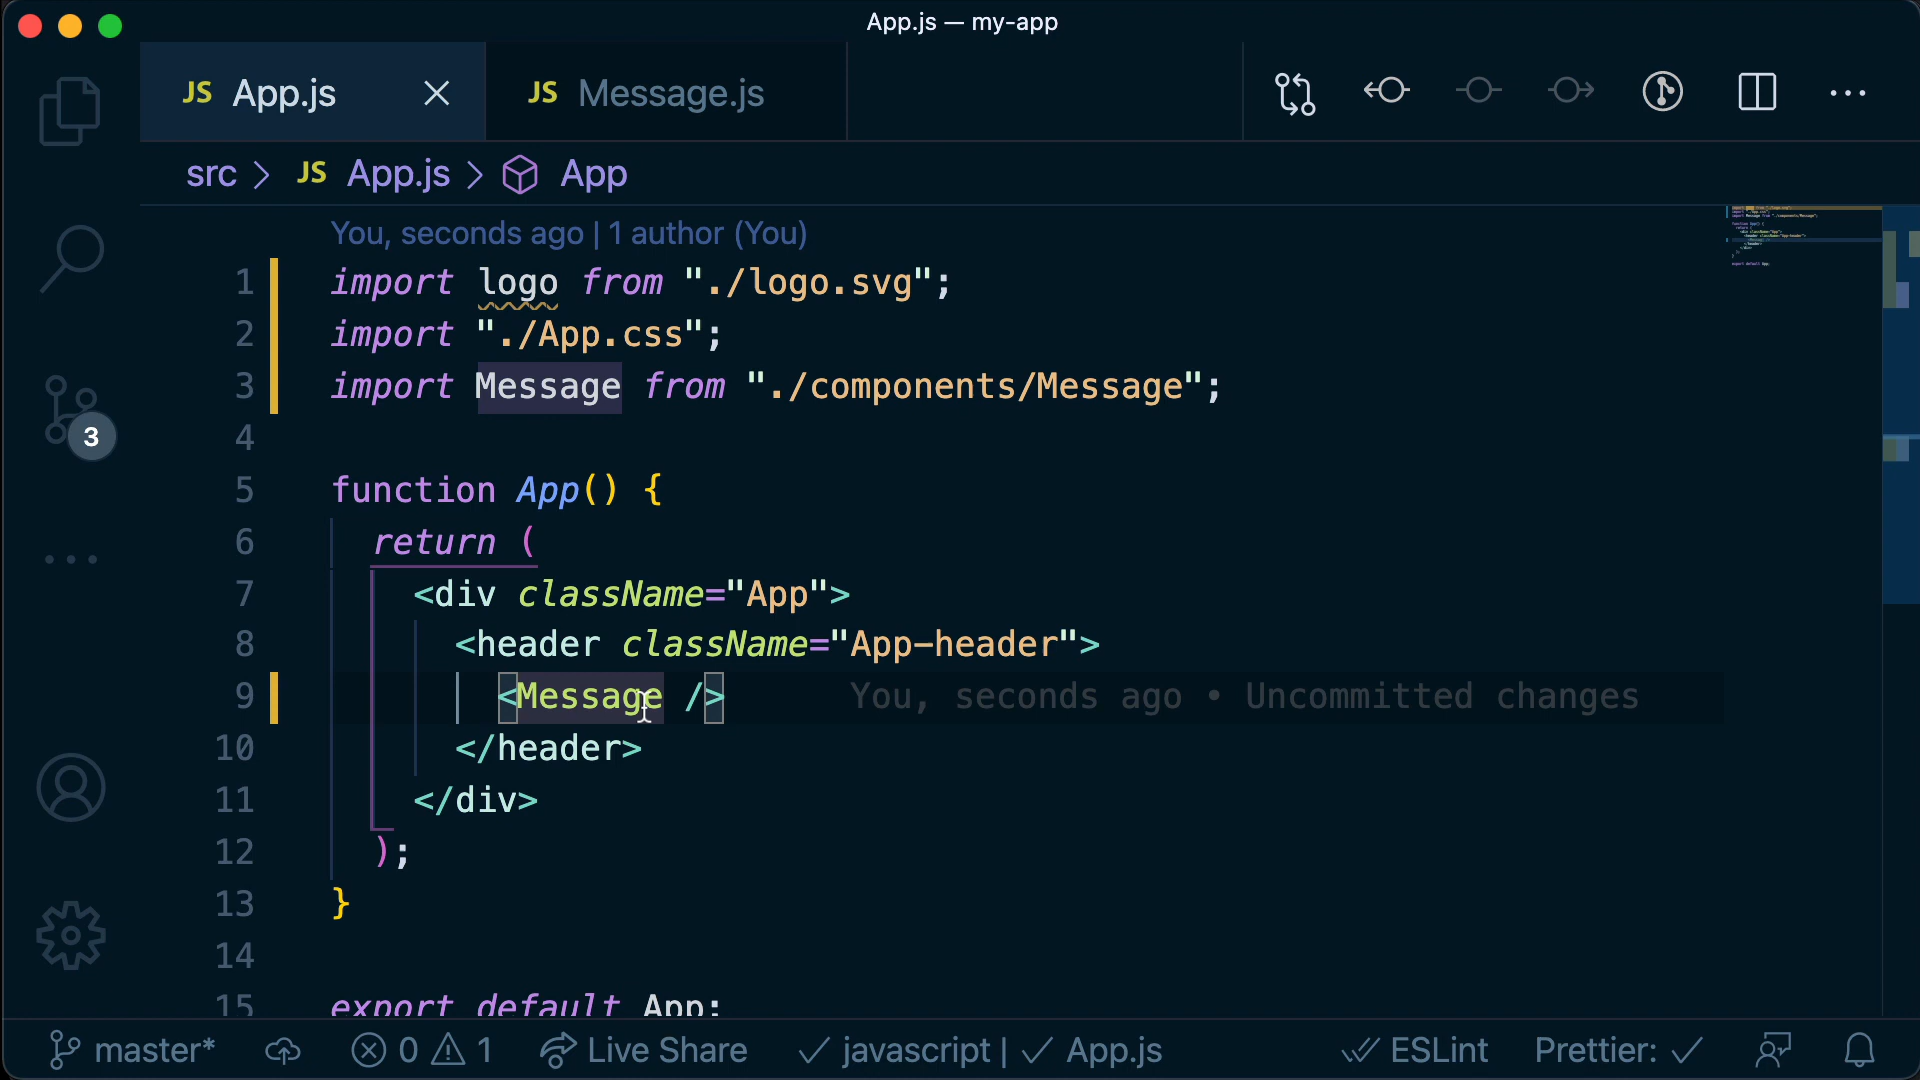 App.js — my-app
JS App.js
JS Message.js
src > JS App.js > App
You, seconds ago | 1 author (You)
1 import logo from "./logo.svg";
2 import "./App.css";
3 import Message from "./components/Message";
3
4
5 function App() {
6 return (
7 <div className="App">
8 <header className="App-header">
9 <Message /> You, seconds ago • Uncommitted changes
10 </header>
11 </div>
12 );
13 }
14
15 export default App;
master* 0 1 Live Share javascript | App.js ESLint Prettier: